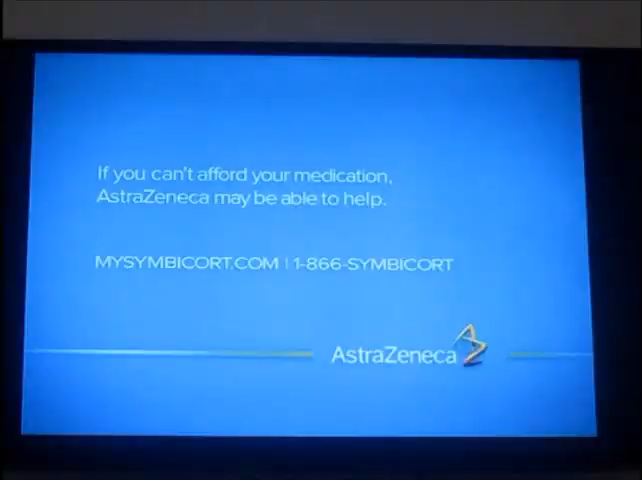 If you can't afford your medication,
AstraZeneca may be able to help.
MYSYMBICORT.COM | 1-866-SYMBICORT
AstraZeneca